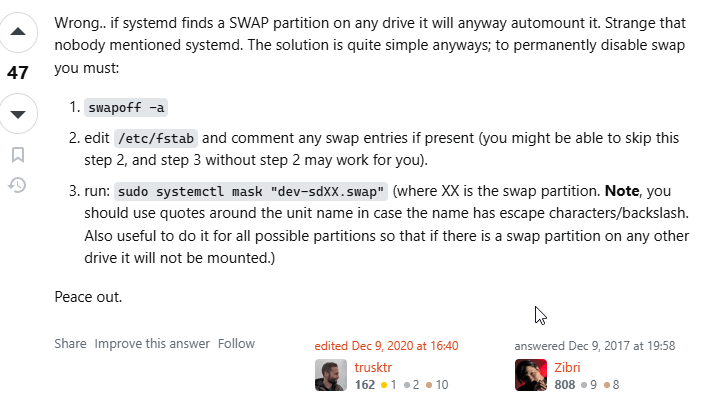 Wrong.. if systemd finds a SWAP partition on any drive it will anyway automount it. Strange that
nobody mentioned systemd. The solution is quite simple anyways; to permanently disable swap
you must:
47
1. swapoff -a
2. edit /etc/fstab and comment any swap entries if present (you might be able to skip this
step 2, and step 3 without step 2 may work for you).
3. run: sudo systemctl mask "dev-sdXX.swap" (where XX is the swap partition. Note, you
should use quotes around the unit name in case the name has escape characters/backslash.
Also useful to do it for all possible partitions so that if there is a swap partition on any other
drive it will not be mounted.)
Peace out.
Share Improve this answer Follow
edited Dec 9, 2020 at 16:40
trusktr
162 ●1 ●2 ●10
answered Dec 9, 2017 at 19:58
Zibri
808 ●9 ●8